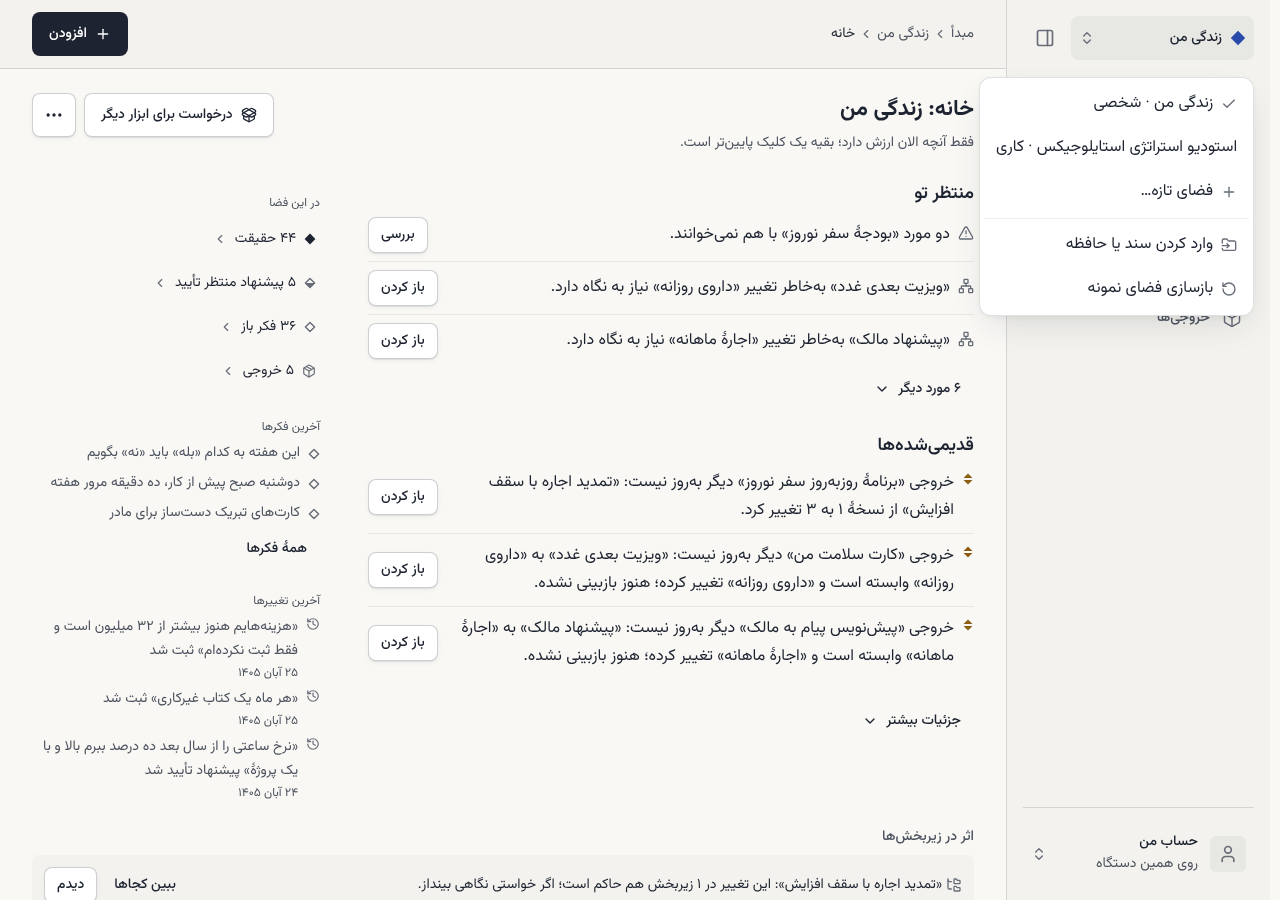 زندگی من
زندگی من · شخصی
استودیو استراتژی استایلوجیکس · کاری
فضای تازه…
وارد کردن سند یا حافظه
بازسازی فضای نمونه
خروجی‌ها
حساب من
روی همین دستگاه
مبدأ
زندگی من
خانه
افزودن
خانه: زندگی من
فقط آنچه الان ارزش دارد؛ بقیه یک کلیک پایین‌تر است.
درخواست برای ابزار دیگر
منتظر تو
دو مورد «بودجهٔ سفر نوروز» با هم نمی‌خوانند.
بررسی
«ویزیت بعدی غدد» به‌خاطر تغییر «داروی روزانه» نیاز به نگاه دارد.
باز کردن
«پیشنهاد مالک» به‌خاطر تغییر «اجارهٔ ماهانه» نیاز به نگاه دارد.
باز کردن
۶ مورد دیگر
قدیمی‌شده‌ها
خروجی «برنامهٔ روزبه‌روز سفر نوروز» دیگر به‌روز نیست: «تمدید اجاره با سقف
افزایش» از نسخهٔ ۱ به ۳ تغییر کرد.
باز کردن
خروجی «کارت سلامت من» دیگر به‌روز نیست: «ویزیت بعدی غدد» به «داروی
روزانه» وابسته است و «داروی روزانه» تغییر کرده؛ هنوز بازبینی نشده.
باز کردن
خروجی «پیش‌نویس پیام به مالک» دیگر به‌روز نیست: «پیشنهاد مالک» به «اجارهٔ
ماهانه» وابسته است و «اجارهٔ ماهانه» تغییر کرده؛ هنوز بازبینی نشده.
باز کردن
جزئیات بیشتر
در این فضا
۴۴ حقیقت
۵ پیشنهاد منتظر تأیید
۳۶ فکر باز
۵ خروجی
آخرین فکرها
این هفته به کدام «بله» باید «نه» بگویم
دوشنبه صبح پیش از کار، ده دقیقه مرور هفته
کارت‌های تبریک دست‌ساز برای مادر
همهٔ فکرها
آخرین تغییرها
«هزینه‌هایم هنوز بیشتر از ۳۲ میلیون است و
فقط ثبت نکرده‌ام» ثبت شد
۲۵ آبان ۱۴۰۵
«هر ماه یک کتاب غیرکاری» ثبت شد
۲۵ آبان ۱۴۰۵
«نرخ ساعتی را از سال بعد ده درصد ببرم بالا و با
یک پروژهٔ» پیشنهاد تأیید شد
۲۴ آبان ۱۴۰۵
اثر در زیربخش‌ها
«تمدید اجاره با سقف افزایش»: این تغییر در ۱ زیربخش هم حاکم است؛ اگر خواستی نگاهی بینداز.
ببین کجاها
دیدم